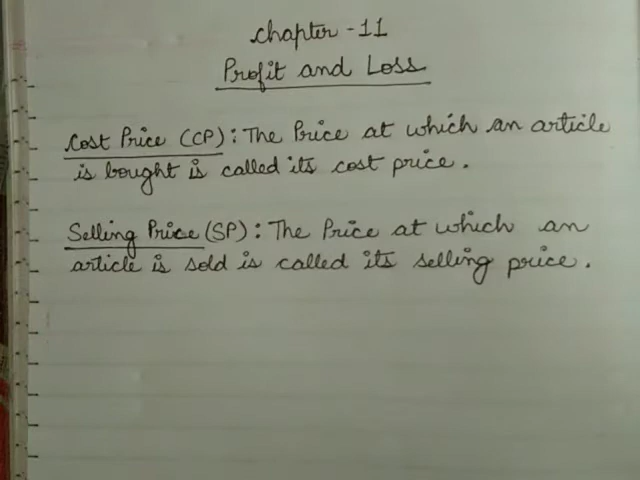 chapter - 11
Profit and Loss
Cost Price (CP) : The Price at which an article
is bought is called its cost price.
Selling Price (SP) : The Price at which an
article is sold is called its selling price.